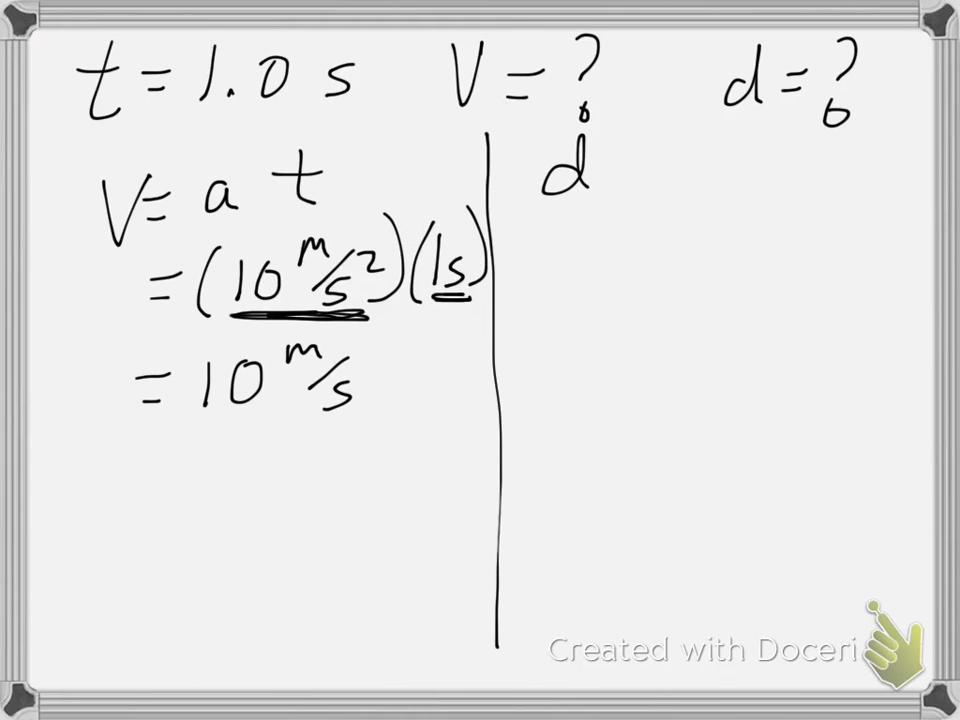 t = 1.0 s V = ? d = ?
V = a t
= (10 m/s²)(1s)
= 10 m/s
d
Created with Doceri